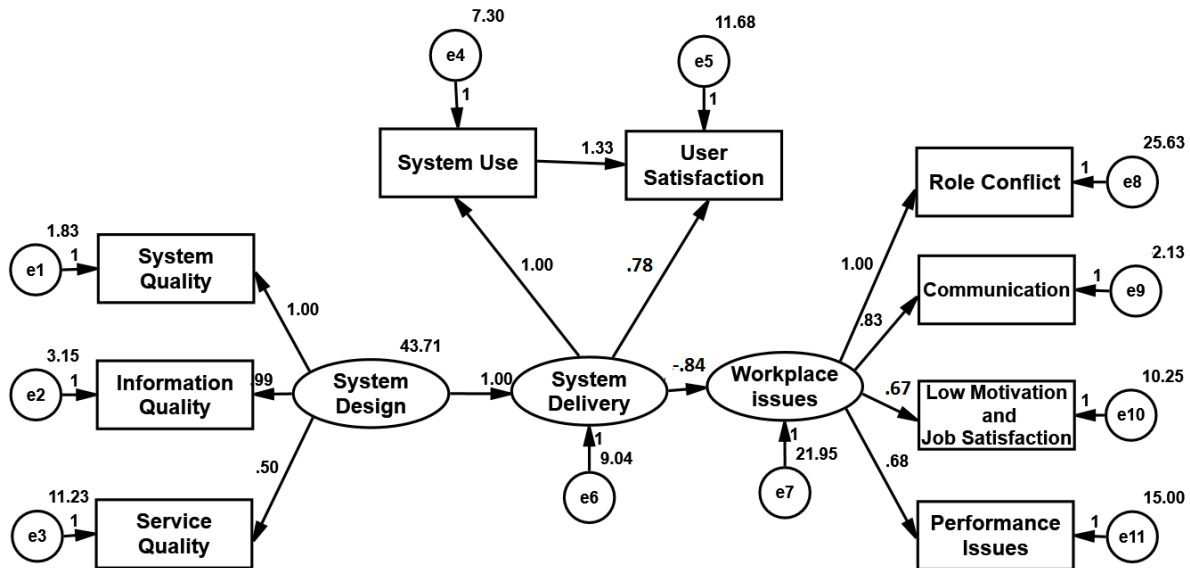 7.30
e4
1
11.68
e5
1
System Use
1.33
User
Satisfaction
25.63
1
e8
Role Conflict
1.83
1
e1
System
Quality
1.00
1.00
.78
1.00
2.13
1
e9
Communication
.83
3.15
1
e2
Information
Quality
.99
43.71
System
Design
1.00
System
Delivery
-.84
Workplace
issues
.67
Low Motivation
and
Job Satisfaction
10.25
1
e10
.50
1
9.04
e6
1
21.95
e7
.68
11.23
1
e3
Service
Quality
15.00
1
e11
Performance
Issues